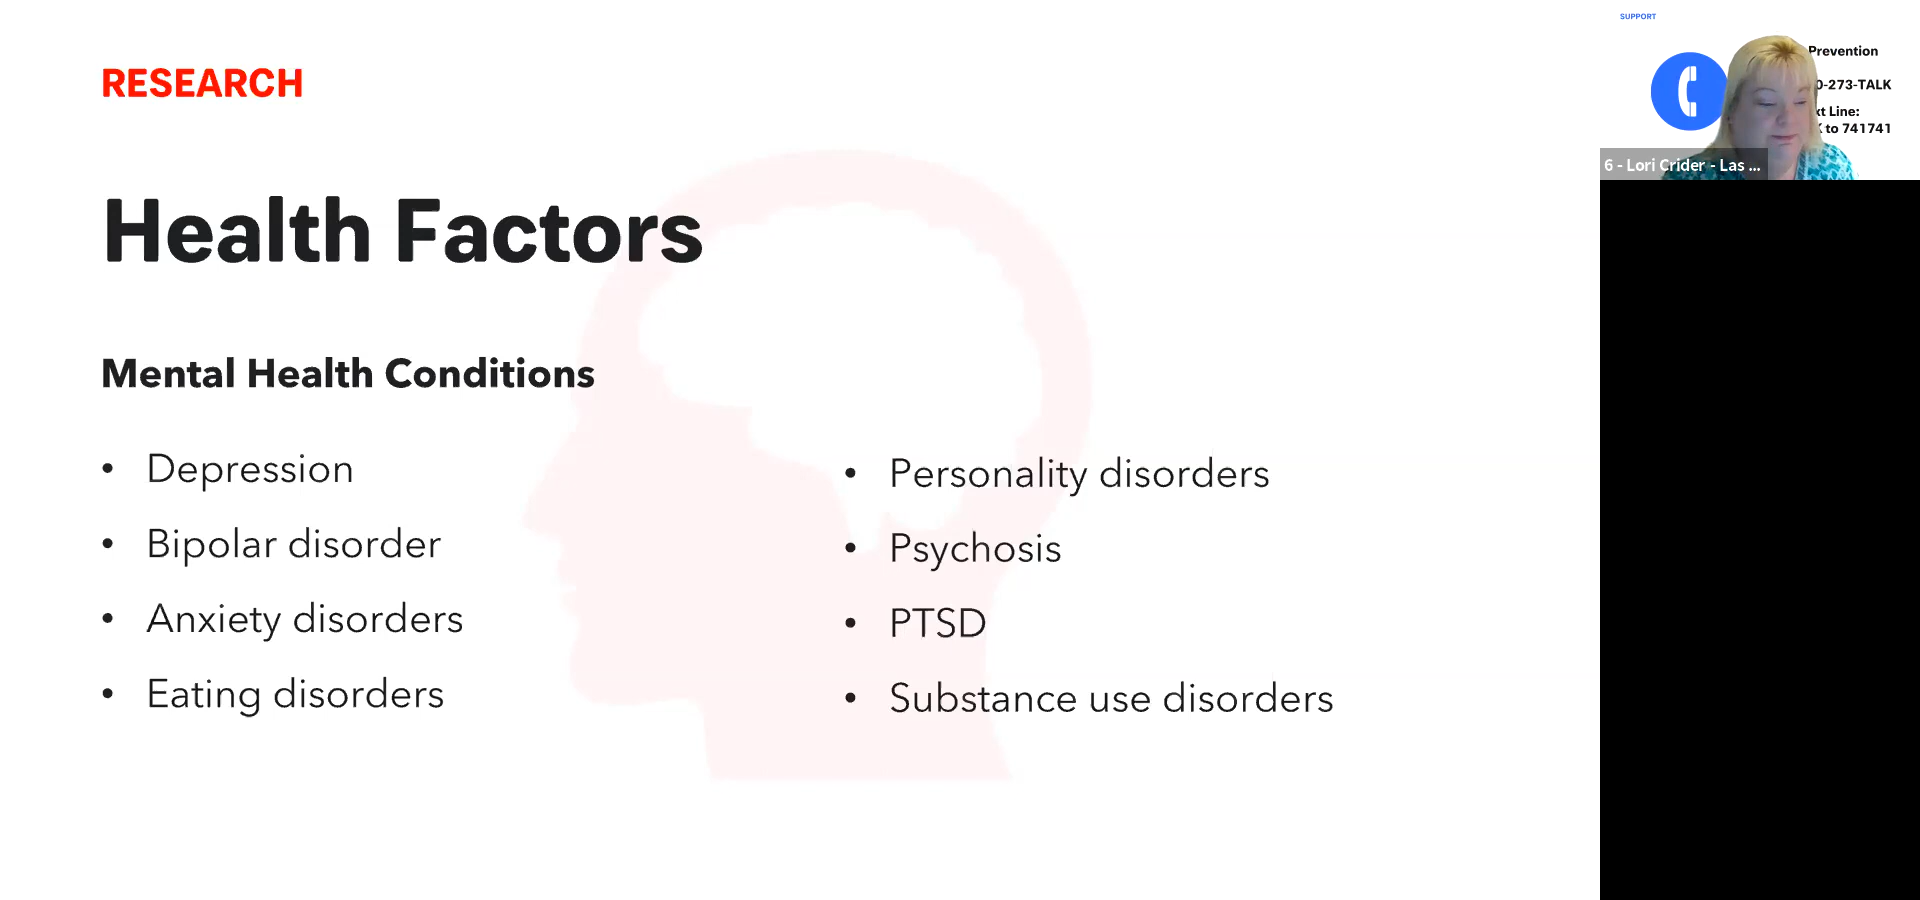 RESEARCH
Health Factors
Mental Health Conditions
• Depression
• Bipolar disorder
• Anxiety disorders
• Eating disorders
• Personality disorders
• Psychosis
• PTSD
• Substance use disorders
SUPPORT
Prevention
0-273-TALK
xt Line:
to 741741
6 - Lori Crider - Las ...